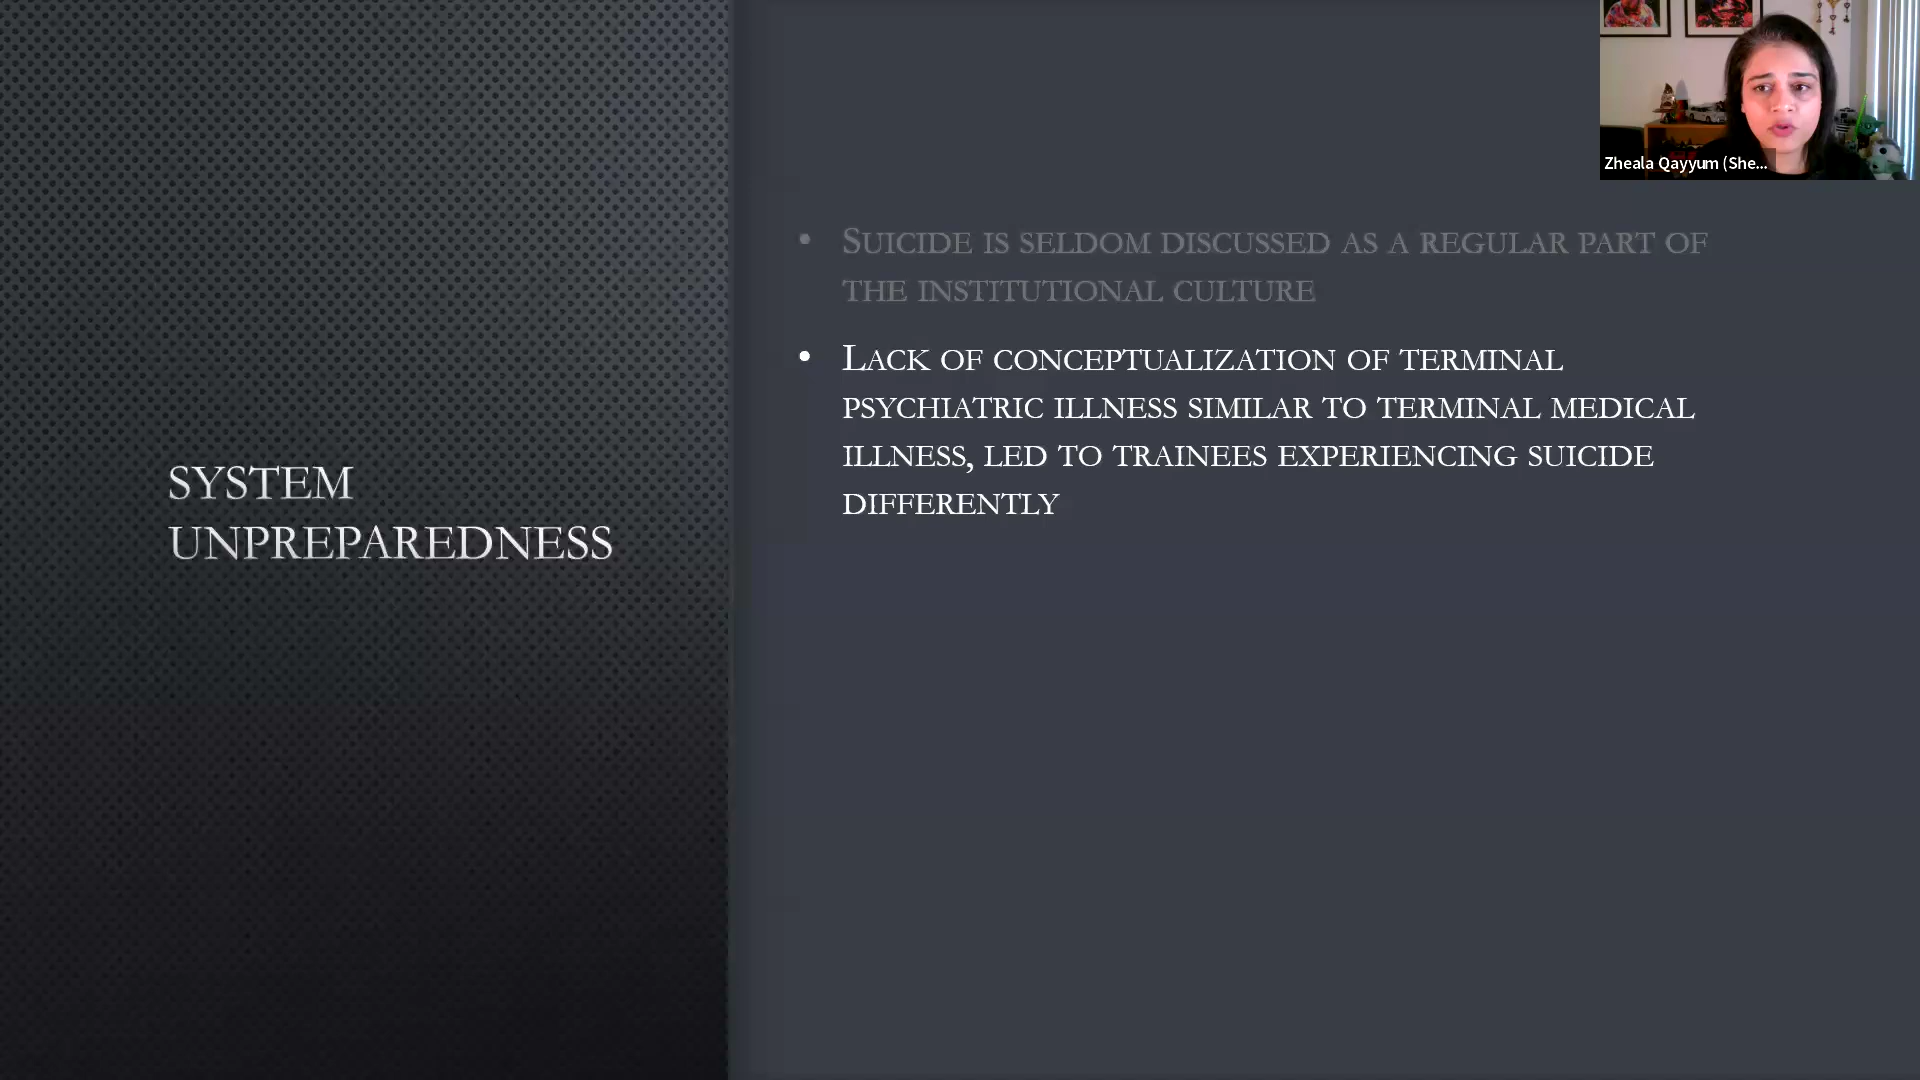 SYSTEM
UNPREPAREDNESS
• SUICIDE IS SELDOM DISCUSSED AS A REGULAR PART OF
THE INSTITUTIONAL CULTURE
• LACK OF CONCEPTUALIZATION OF TERMINAL
PSYCHIATRIC ILLNESS SIMILAR TO TERMINAL MEDICAL
ILLNESS, LED TO TRAINEES EXPERIENCING SUICIDE
DIFFERENTLY
Zheala Qayyum (She...